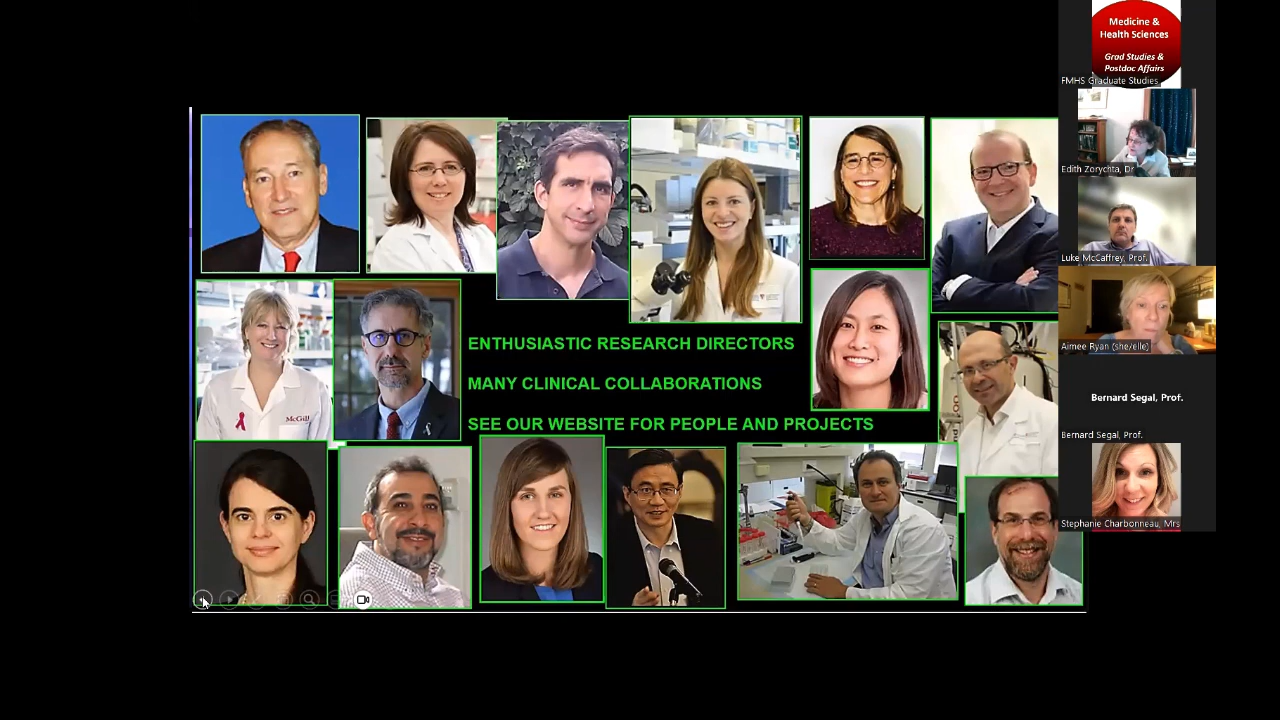 Medicine &
Health Sciences
Grad Studies &
Postdoc Affairs
FMHS Graduate Studies
Edith Zorychta, Dr
Luke McCaffrey, Prof.
Aimee Ryan (she/elle)
Bernard Segal, Prof.
Bernard Segal, Prof.
Stephanie Charbonneau, Mrs
ENTHUSIASTIC RESEARCH DIRECTORS
MANY CLINICAL COLLABORATIONS
SEE OUR WEBSITE FOR PEOPLE AND PROJECTS
McGill